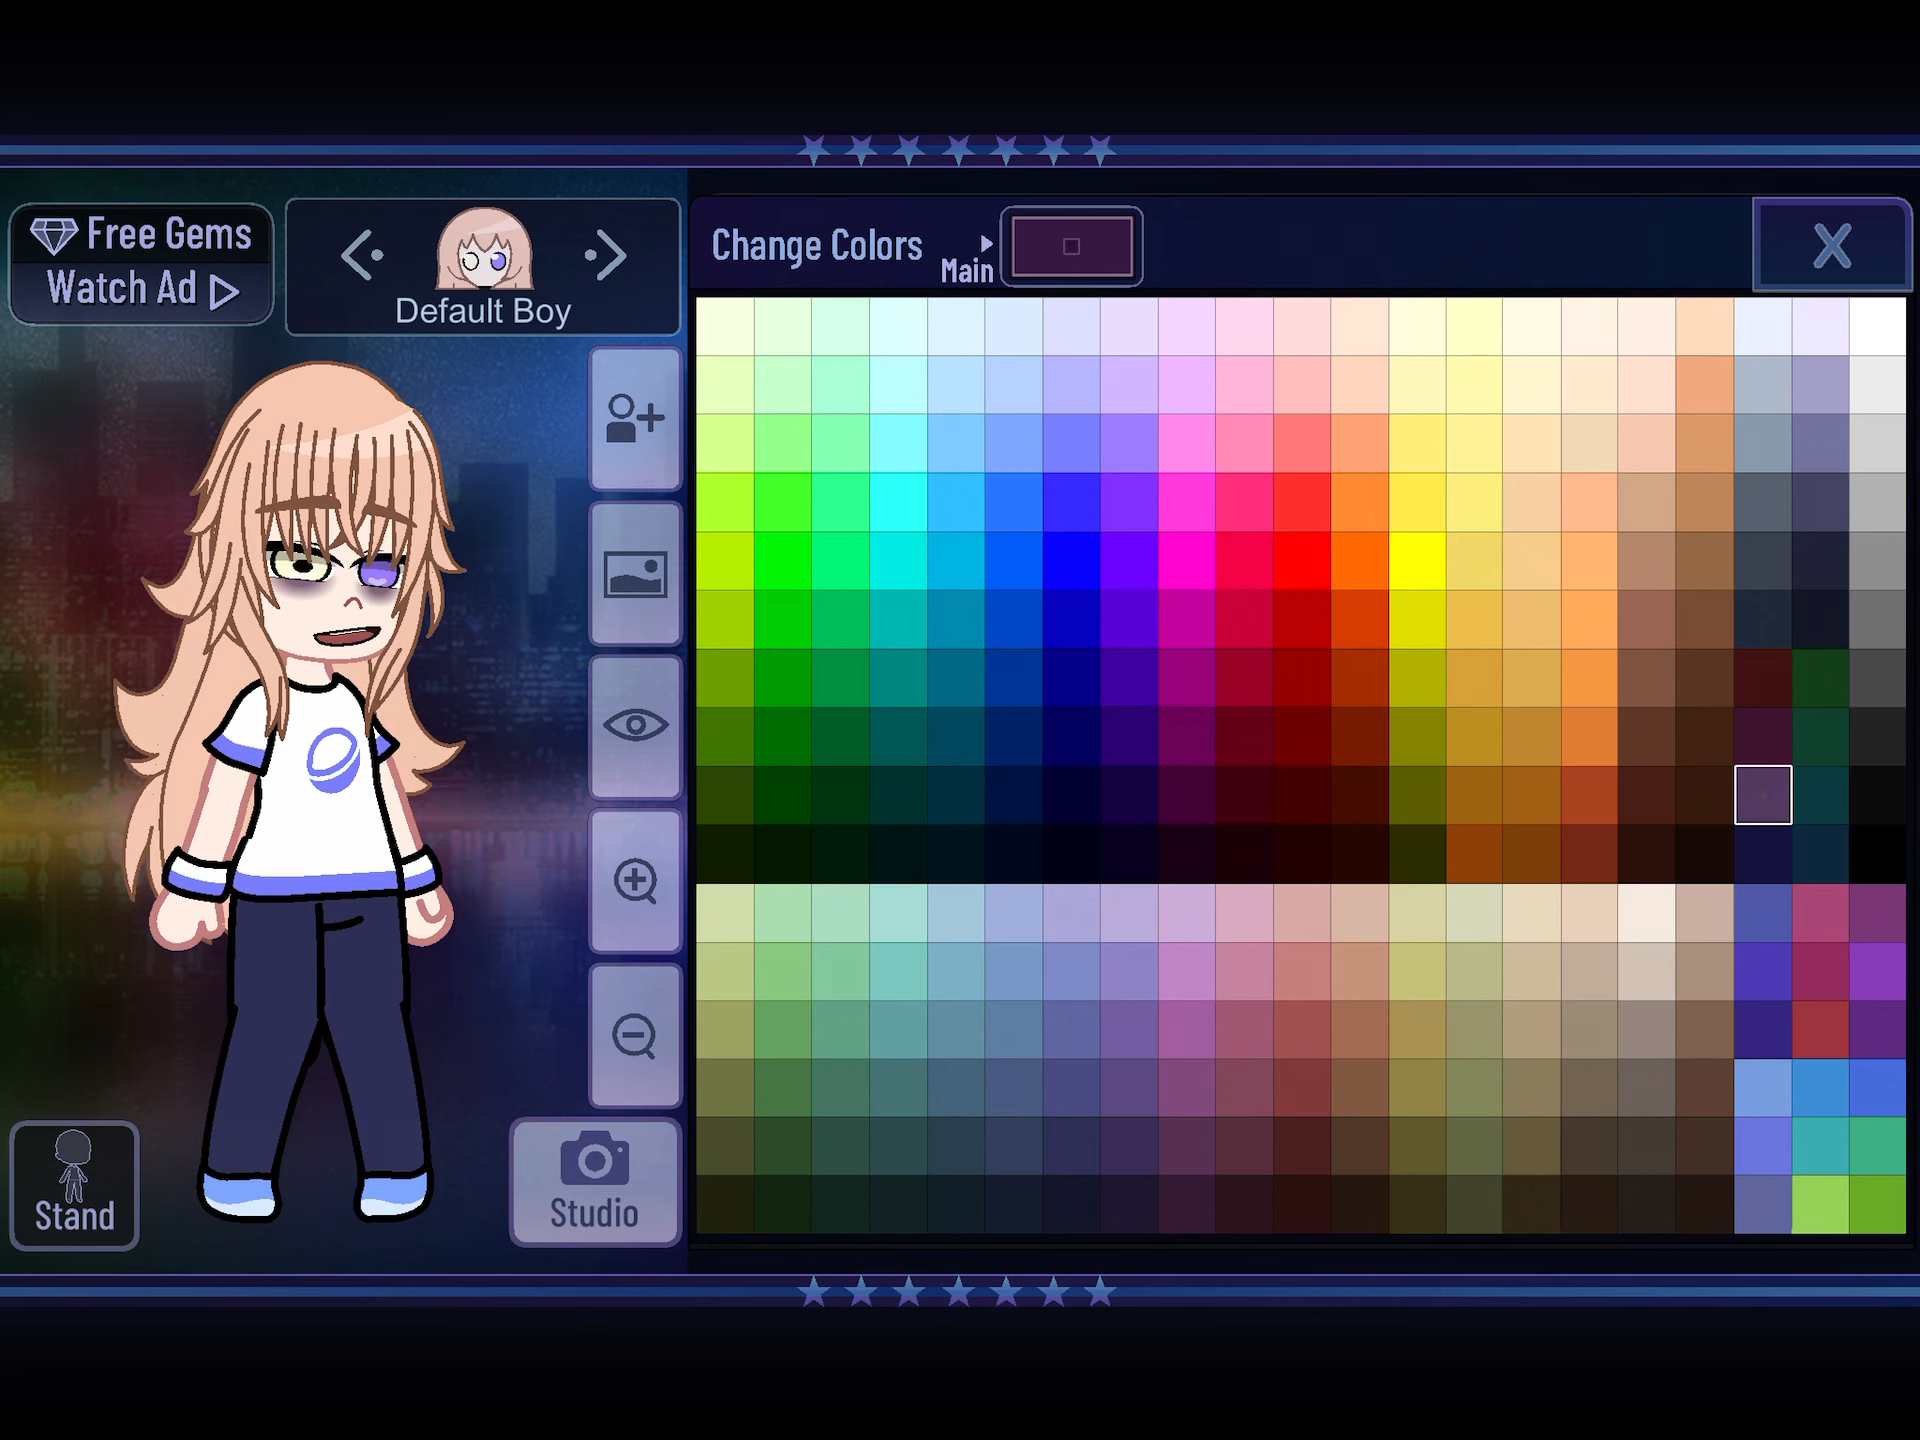 Free Gems
Watch Ad
Default Boy
Change Colors
Main
X
Stand
Studio